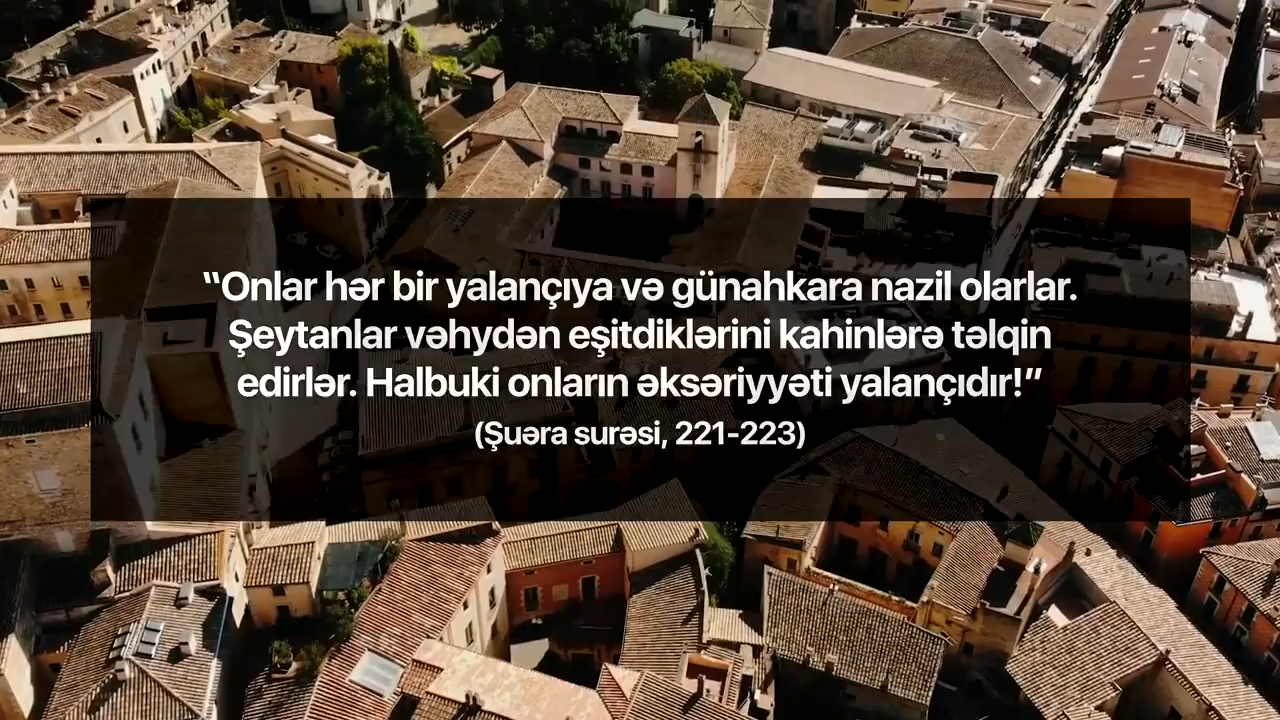 “Onlar hər bir yalançıya və günahkara nazil olarlar.
Şeytanlar vəhydən eşitdiklərini kahinlərə təlqin
edirlər. Halbuki onların əksəriyyəti yalançıdır!”
(Şuəra surəsi, 221-223)